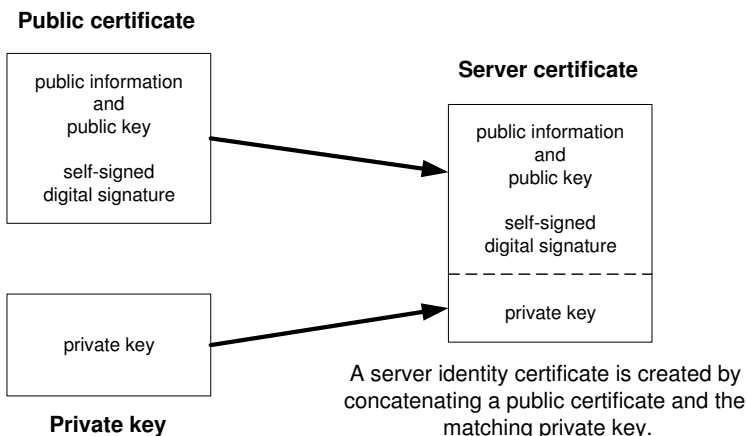 Public certificate
public information
and
public key
self-signed
digital signature
private key
Private key
Server certificate
public information
and
public key
self-signed
digital signature
private key
A server identity certificate is created by
concatenating a public certificate and the
matching private key.